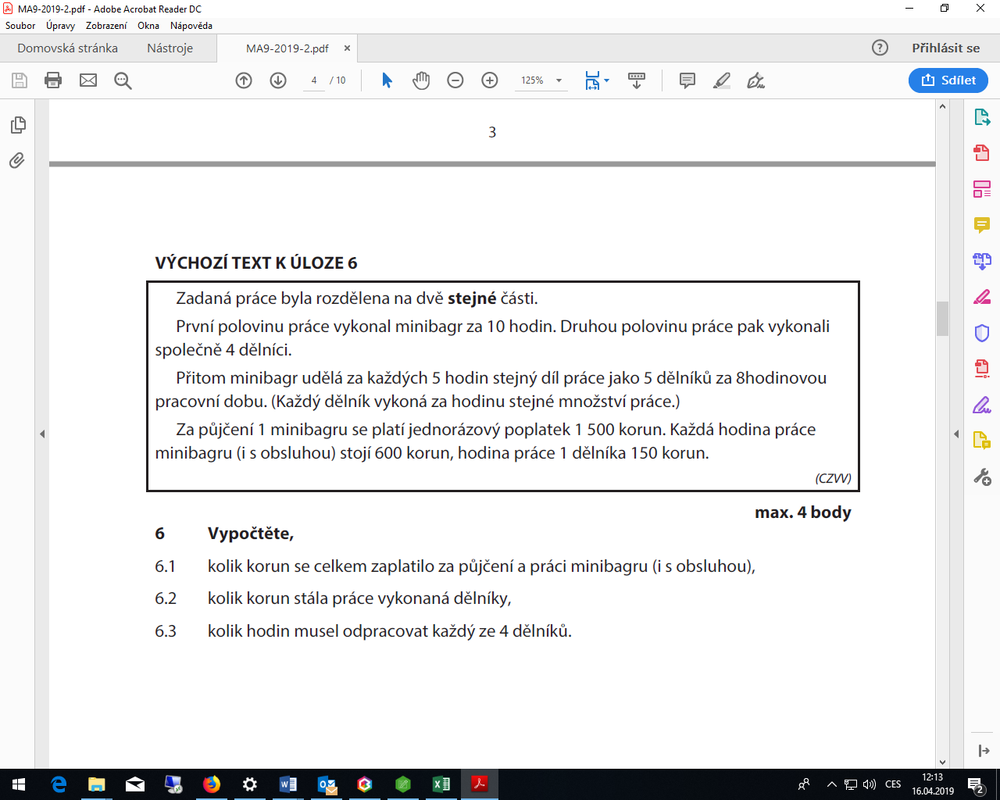 MA9-2019-2.pdf - Adobe Acrobat Reader DC
Soubor Úpravy Zobrazení Okna Nápověda
Domovská stránka Nástroje MA9-2019-2.pdf × ? Přihlásit se
4 / 10 125% Sdílet
3
VÝCHOZÍ TEXT K ÚLOZE 6
Zadaná práce byla rozdělena na dvě stejné části.
První polovinu práce vykonal minibagr za 10 hodin. Druhou polovinu práce pak vykonali
společně 4 dělníci.
Přitom minibagr udělá za každých 5 hodin stejný díl práce jako 5 dělníků za 8hodinovou
pracovní dobu. (Každý dělník vykoná za hodinu stejné množství práce.)
Za půjčení 1 minibagru se platí jednorázový poplatek 1 500 korun. Každá hodina práce
minibagru (i s obsluhou) stojí 600 korun, hodina práce 1 dělníka 150 korun.
(CZVV)
max. 4 body
6 Vypočtěte,
6.1 kolik korun se celkem zaplatilo za půjčení a práci minibagru (i s obsluhou),
6.2 kolik korun stála práce vykonaná dělníky,
6.3 kolik hodin musel odpracovat každý ze 4 dělníků.
CES 12:13
16.04.2019 2